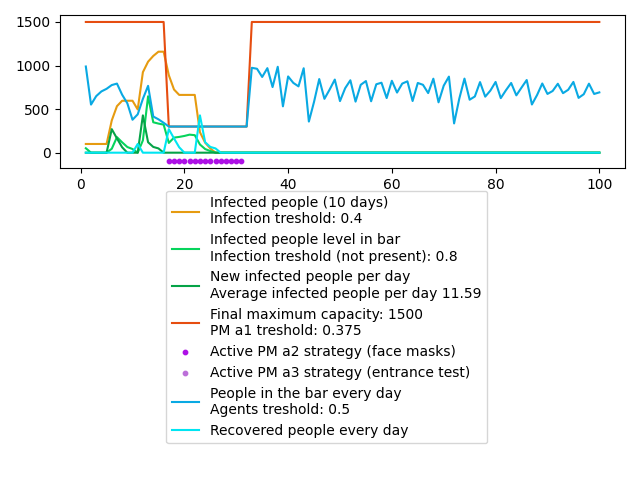 1500
1000
500
0
0
20
40
60
80
100
Infected people (10 days)
Infection treshold: 0.4
Infected people level in bar
Infection treshold (not present): 0.8
New infected people per day
Average infected people per day 11.59
Final maximum capacity: 1500
PM a1 treshold: 0.375
Active PM a2 strategy (face masks)
Active PM a3 strategy (entrance test)
People in the bar every day
Agents treshold: 0.5
Recovered people every day